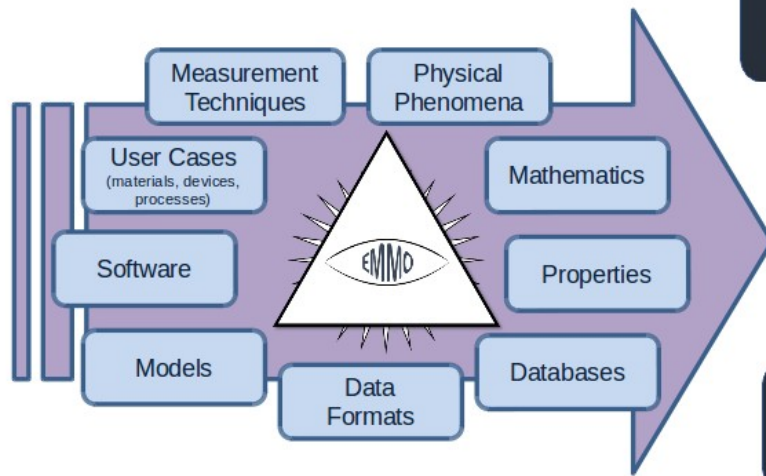 Measurement
Techniques
Physical
Phenomena
User Cases
(materials, devices,
processes)
Mathematics
EMMO
Software
Properties
Models
Databases
Data
Formats